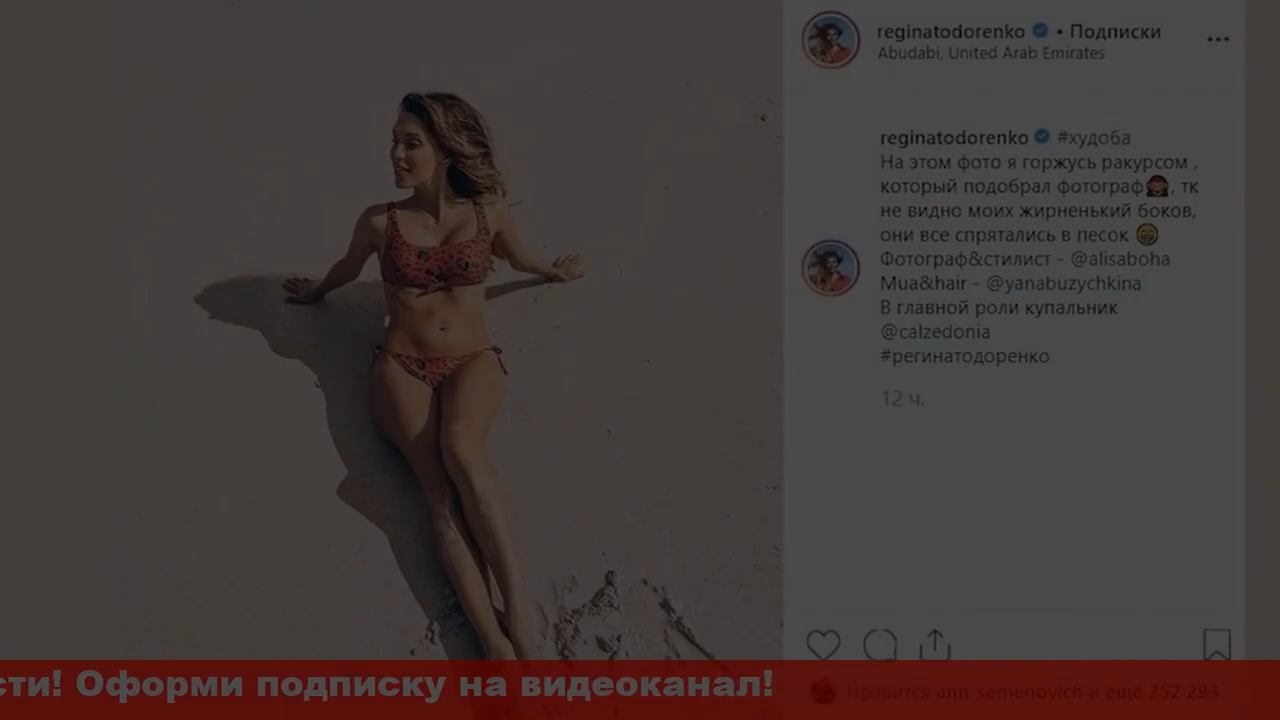 reginatodorenko • Подписки
Abudabi, United Arab Emirates
reginatodorenko #худоба
На этом фото я горжусь ракурсом ,
который подобрал фотограф🙈, тк
не видно моих жирненький боков,
они все спрятались в песок 😁
Фотограф&стилист - @alisaboha
Mua&hair - @yanabuzychkina
В главной роли купальник
@calzedonia
#регинатодоренко
12 ч.
Нравится ann_semenovich и ещё 252 293
сти! Оформи подписку на видеоканал!